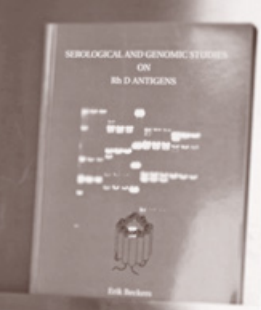 SEROLOGICAL AND GENOMIC STUDIES
ON
Rh D ANTIGENS
Erik Beckers